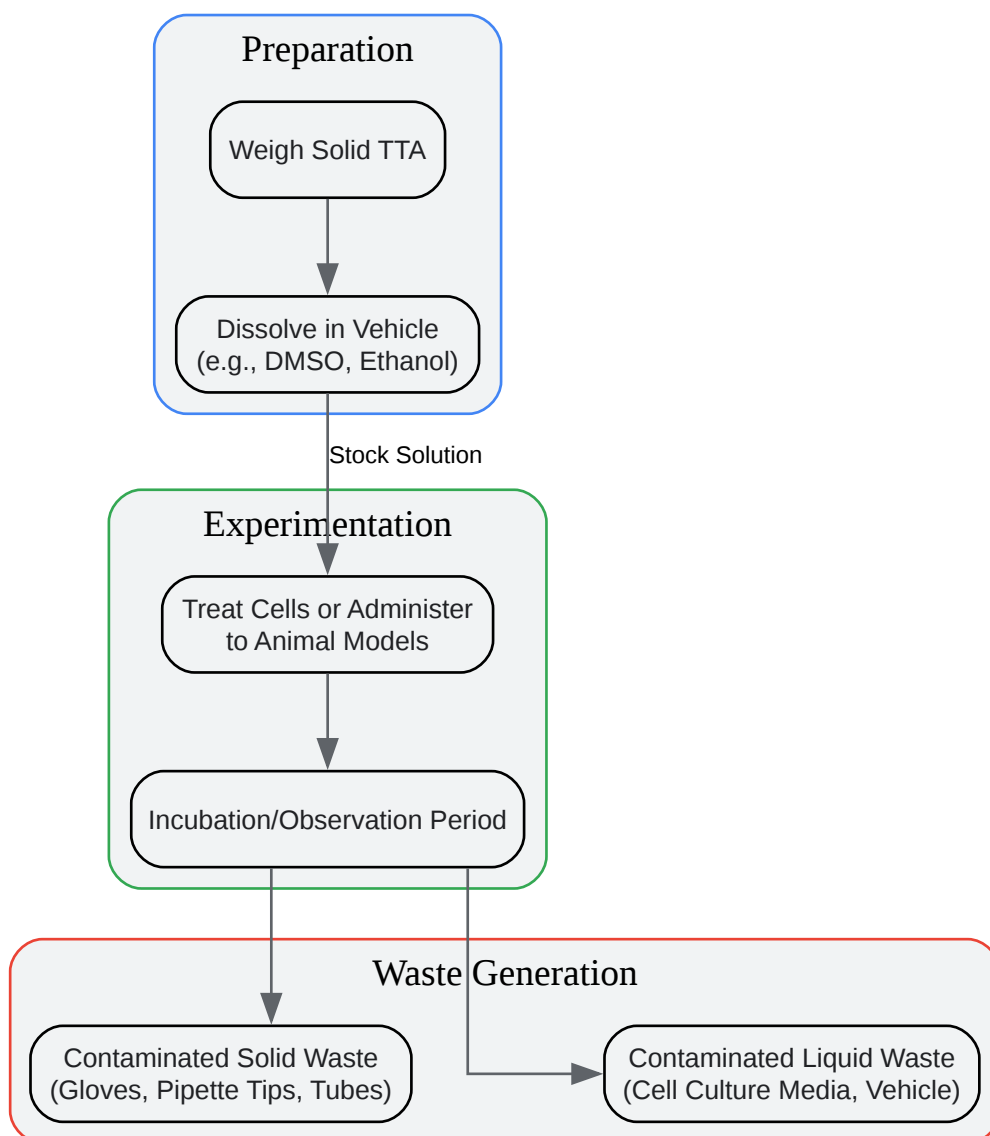 Preparation
Weigh Solid TTA
Dissolve in Vehicle
(e.g., DMSO, Ethanol)
Stock Solution
Experimentation
Treat Cells or Administer
to Animal Models
Incubation/Observation Period
Waste Generation
Contaminated Solid Waste
(Gloves, Pipette Tips, Tubes)
Contaminated Liquid Waste
(Cell Culture Media, Vehicle)